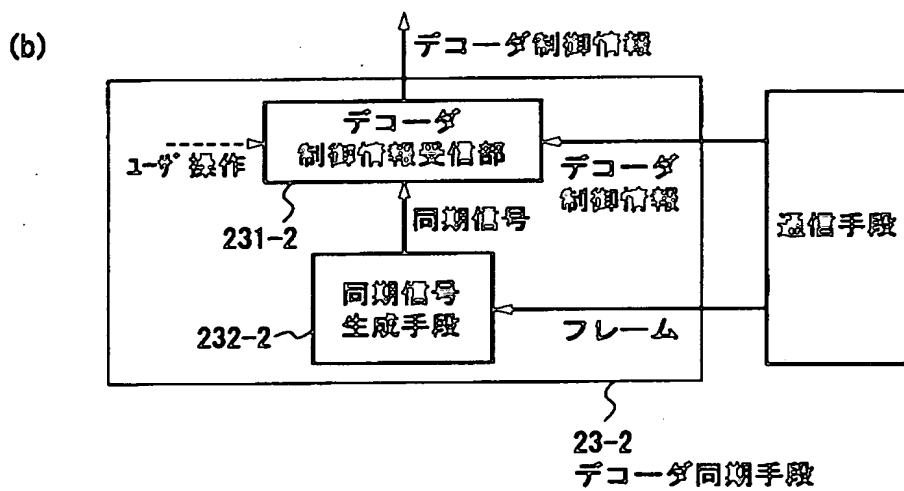 (b)
デコーダ制御情報
デコーダ
制御情報受信部
ユーザ操作
231-2
同期信号
デコーダ
制御情報
通信手段
同期信号
生成手段
232-2
フレーム
23-2
デコーダ同期手段